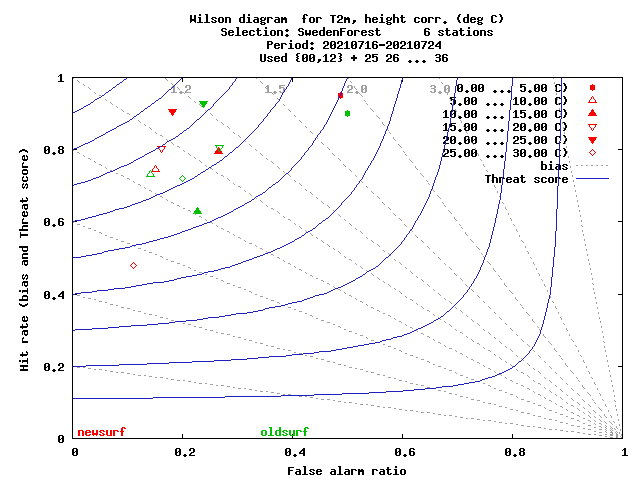 Wilson diagram  for T2m, height corr. (deg C)
Selection: SwedenForest      6 stations
Period: 20210716-20210724
Used {00,12} + 25 26 ... 36
1.2 1.5 2.0 3.0
0.00 ... 5.00 C)
5.00 ... 10.00 C)
10.00 ... 15.00 C)
15.00 ... 20.00 C)
20.00 ... 25.00 C)
25.00 ... 30.00 C)
bias
Threat score
Hit rate (bias and Threat score)
1
0.8
0.6
0.4
0.2
0
newsurf oldsurf
0 0.2 0.4 0.6 0.8 1
False alarm ratio